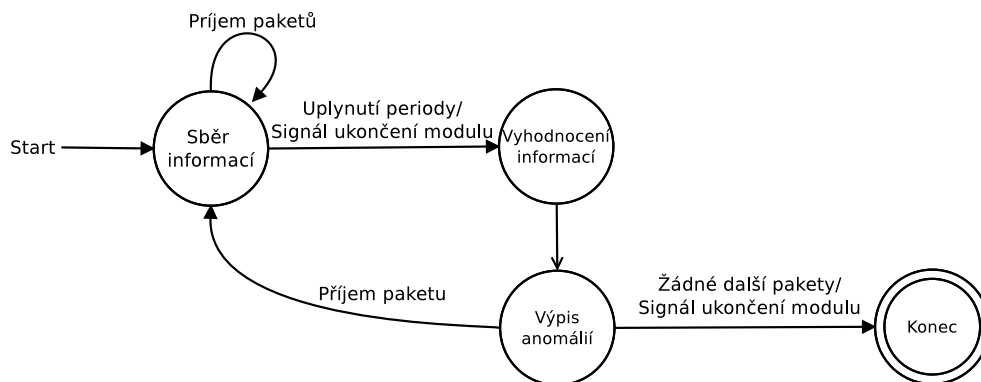 Príjem paketů
Uplynutí periody/
Signál ukončení modulu
Start
Sběr
informací
Vyhodnocení
informací
Příjem paketu
Výpis
anomálií
Žádné další pakety/
Signál ukončení modulu
Konec